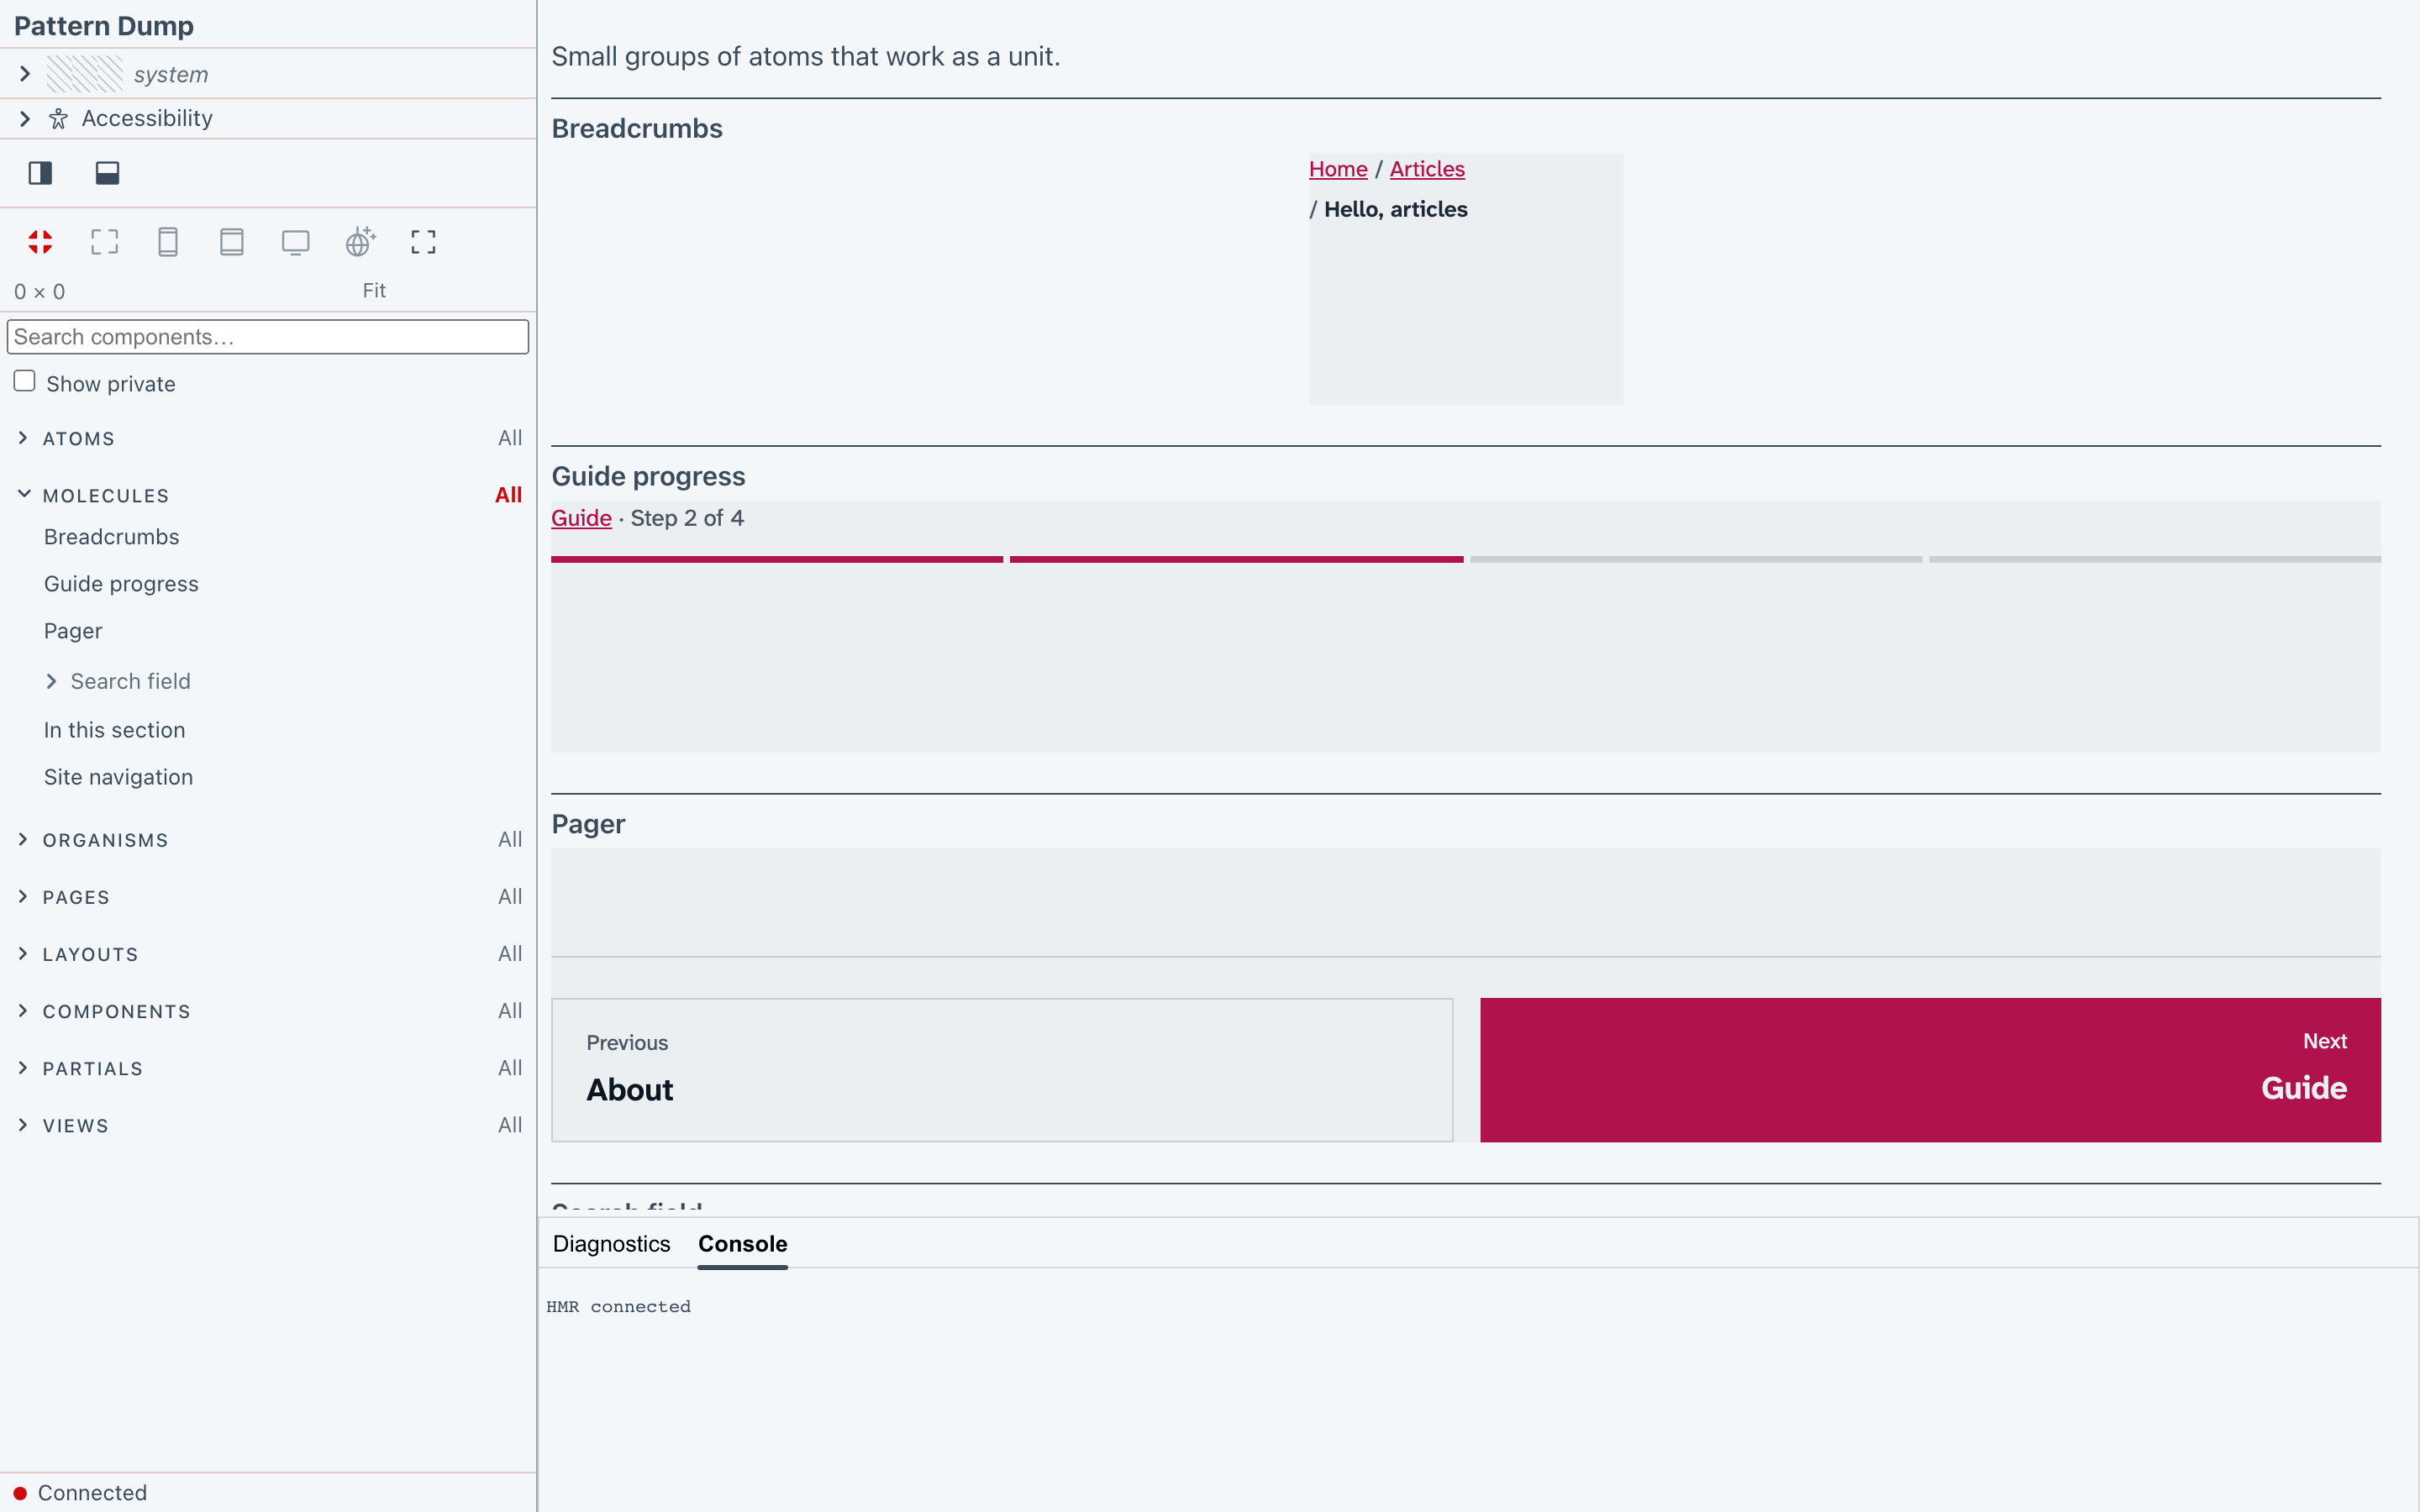 Pattern Dump
system
Accessibility
0 × 0
Fit
Search components…
Show private
ATOMS
All
MOLECULES
All
Breadcrumbs
Guide progress
Pager
Search field
In this section
Site navigation
ORGANISMS
All
PAGES
All
LAYOUTS
All
COMPONENTS
All
PARTIALS
All
VIEWS
All
Connected
Small groups of atoms that work as a unit.
Breadcrumbs
Home / Articles
/ Hello, articles
Guide progress
Guide · Step 2 of 4
Pager
Previous
About
Next
Guide
Search field
Diagnostics
Console
HMR connected